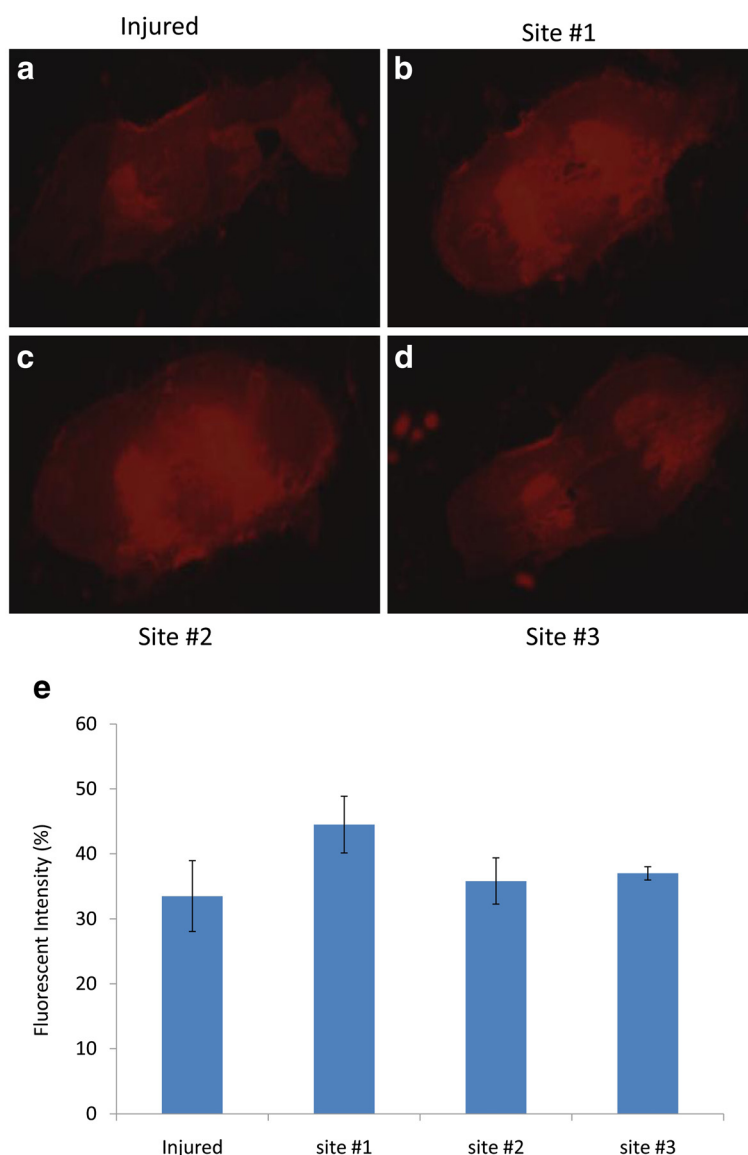 Injured
Site #1
a
b
c
d
Site #2
Site #3
e
60
50
40
30
20
10
0
Fluorescent Intensity (%)
Injured
site #1
site #2
site #3